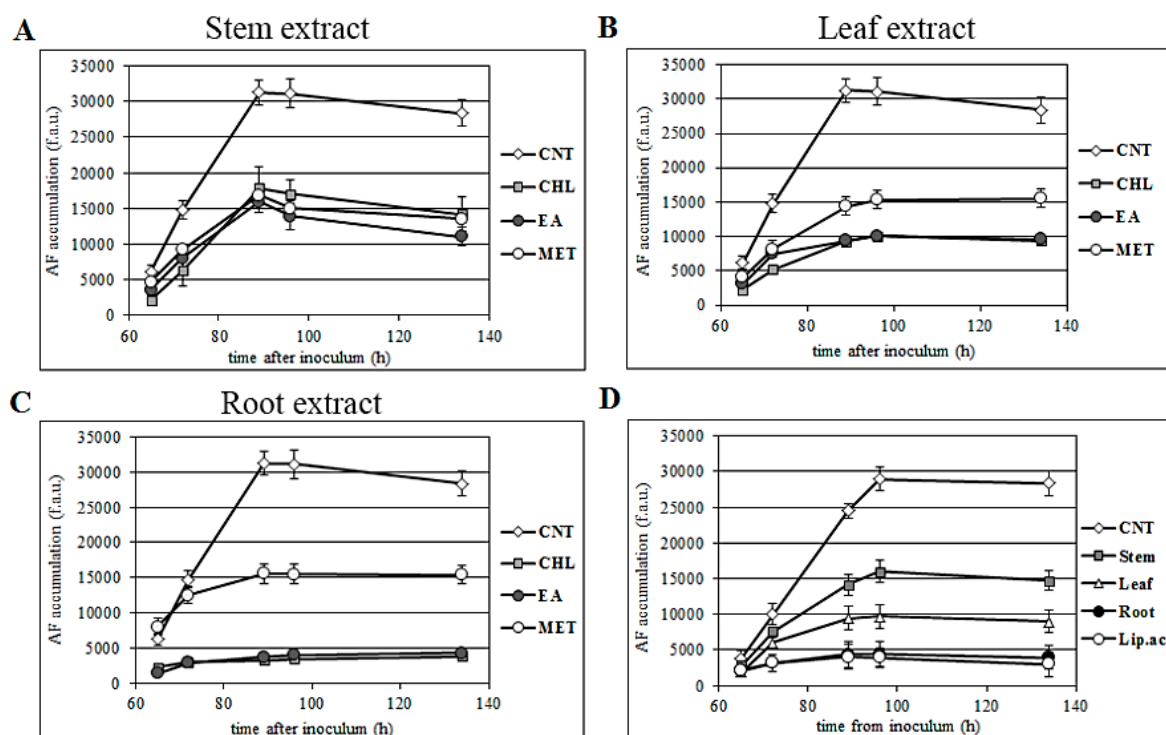 A
Stem extract
AF accumulation (f.a.u.)
35000
30000
25000
20000
15000
10000
5000
0
60
80
100
120
140
time after inoculum (h)
CNT
CHL
EA
MET
B
Leaf extract
AF accumulation (f.a.u.)
35000
30000
25000
20000
15000
10000
5000
0
60
80
100
120
140
time after inoculum (h)
CNT
CHL
EA
MET
C
Root extract
AF accumulation (f.a.u.)
35000
30000
25000
20000
15000
10000
5000
0
60
80
100
120
140
time after inoculum (h)
CNT
CHL
EA
MET
D
AF accumulation (f.a.u.)
35000
30000
25000
20000
15000
10000
5000
0
60
80
100
120
140
time from inoculum (h)
CNT
Stem
Leaf
Root
Lip.ac